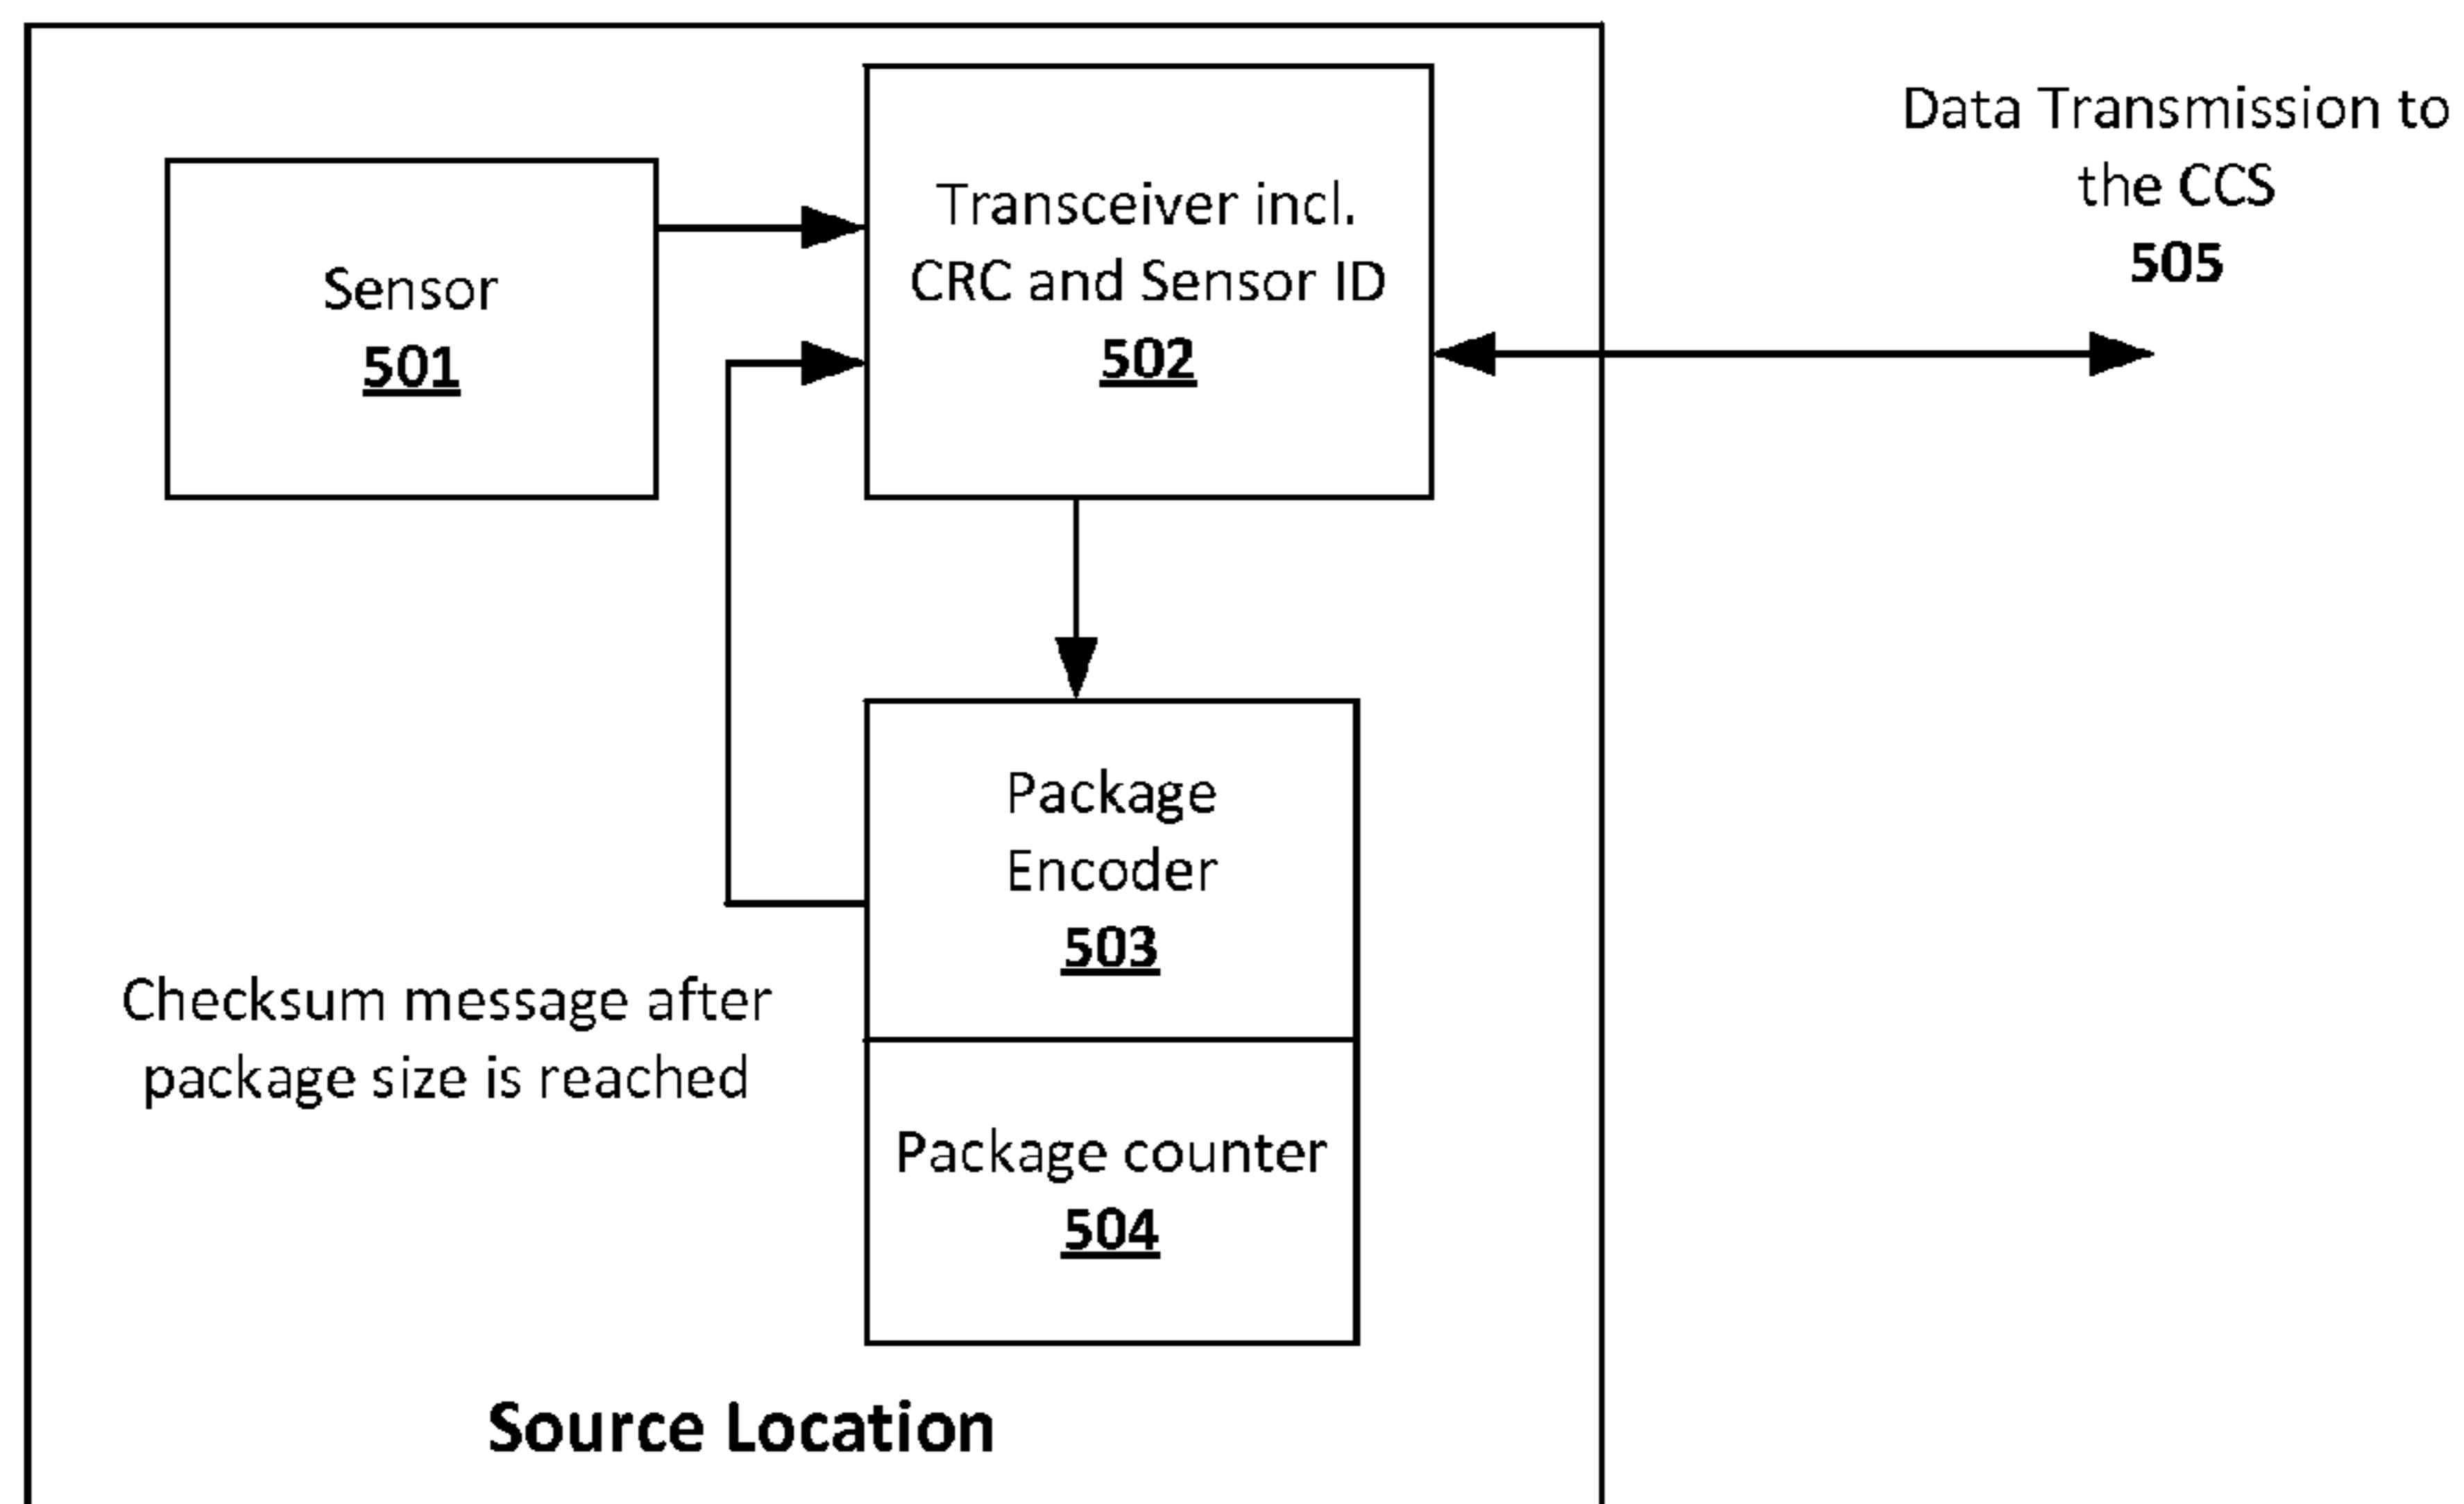 Sensor
501
Transceiver incl.
CRC and Sensor ID
502
Data Transmission to
the CCS
505
Package
Encoder
503
Checksum message after
package size is reached
Package counter
504
Source Location